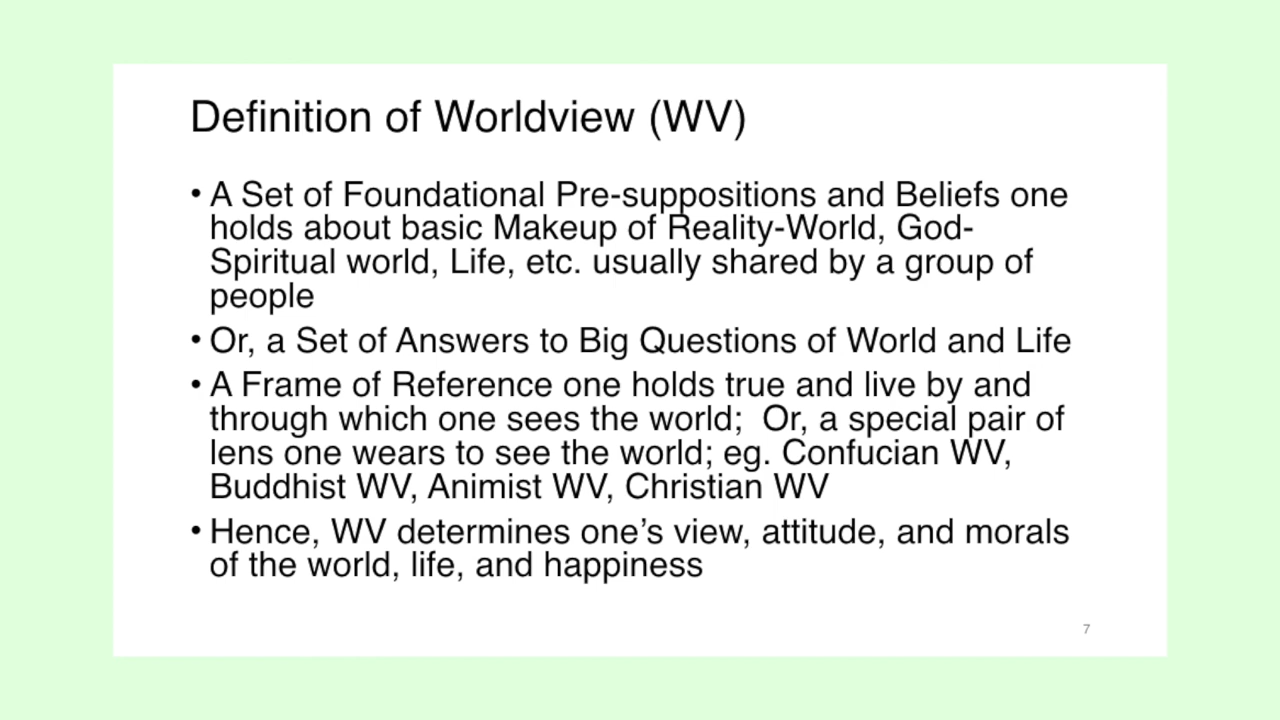 Definition of Worldview (WV)
• A Set of Foundational Pre-suppositions and Beliefs one
holds about basic Makeup of Reality-World, God-
Spiritual world, Life, etc. usually shared by a group of
people
• Or, a Set of Answers to Big Questions of World and Life
• A Frame of Reference one holds true and live by and
through which one sees the world;  Or, a special pair of
lens one wears to see the world; eg. Confucian WV,
Buddhist WV, Animist WV, Christian WV
• Hence, WV determines one’s view, attitude, and morals
of the world, life, and happiness
7